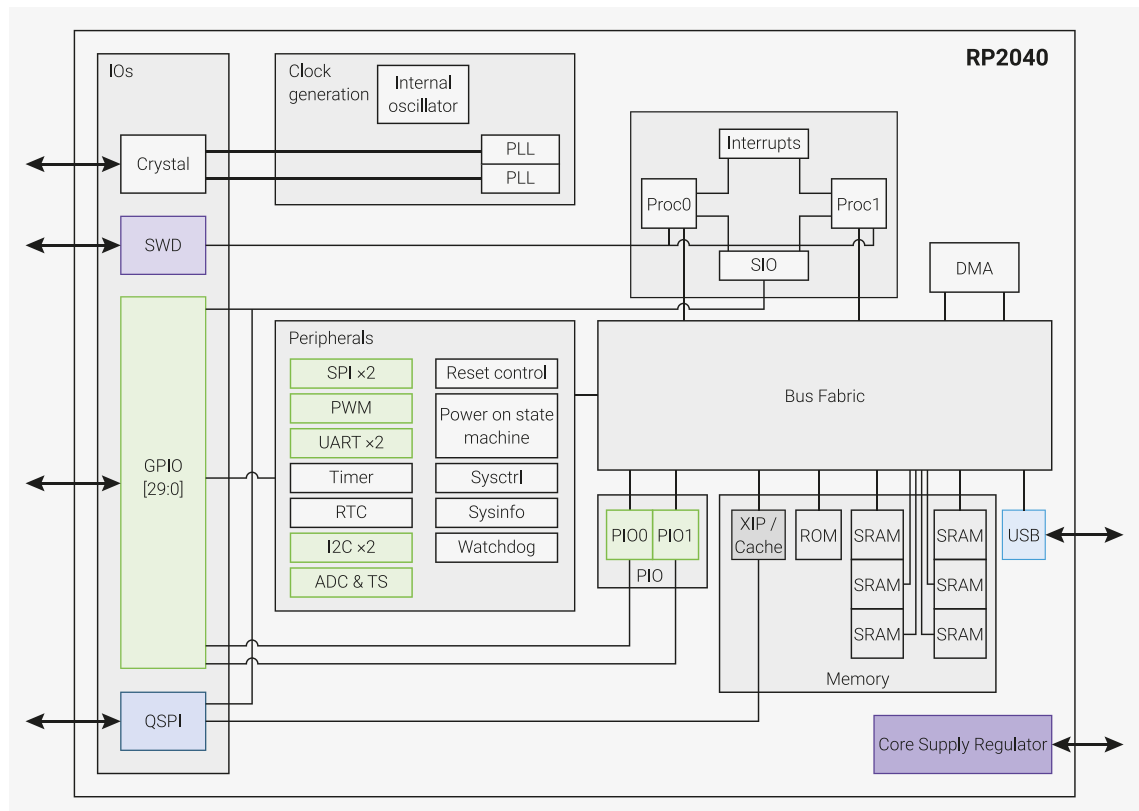 RP2040
IOs
Clock
generation
Internal
oscillator
Crystal
PLL
PLL
Interrupts
Proc0
Proc1
SWD
SIO
DMA
Peripherals
SPI ×2
Reset control
PWM
Power on state
machine
UART ×2
Bus Fabric
GPIO
[29:0]
Timer
Sysctrl
RTC
Sysinfo
I2C ×2
Watchdog
ADC & TS
PIO0
PIO1
PIO
XIP /
Cache
ROM
SRAM
SRAM
USB
SRAM
SRAM
SRAM
SRAM
Memory
QSPI
Core Supply Regulator